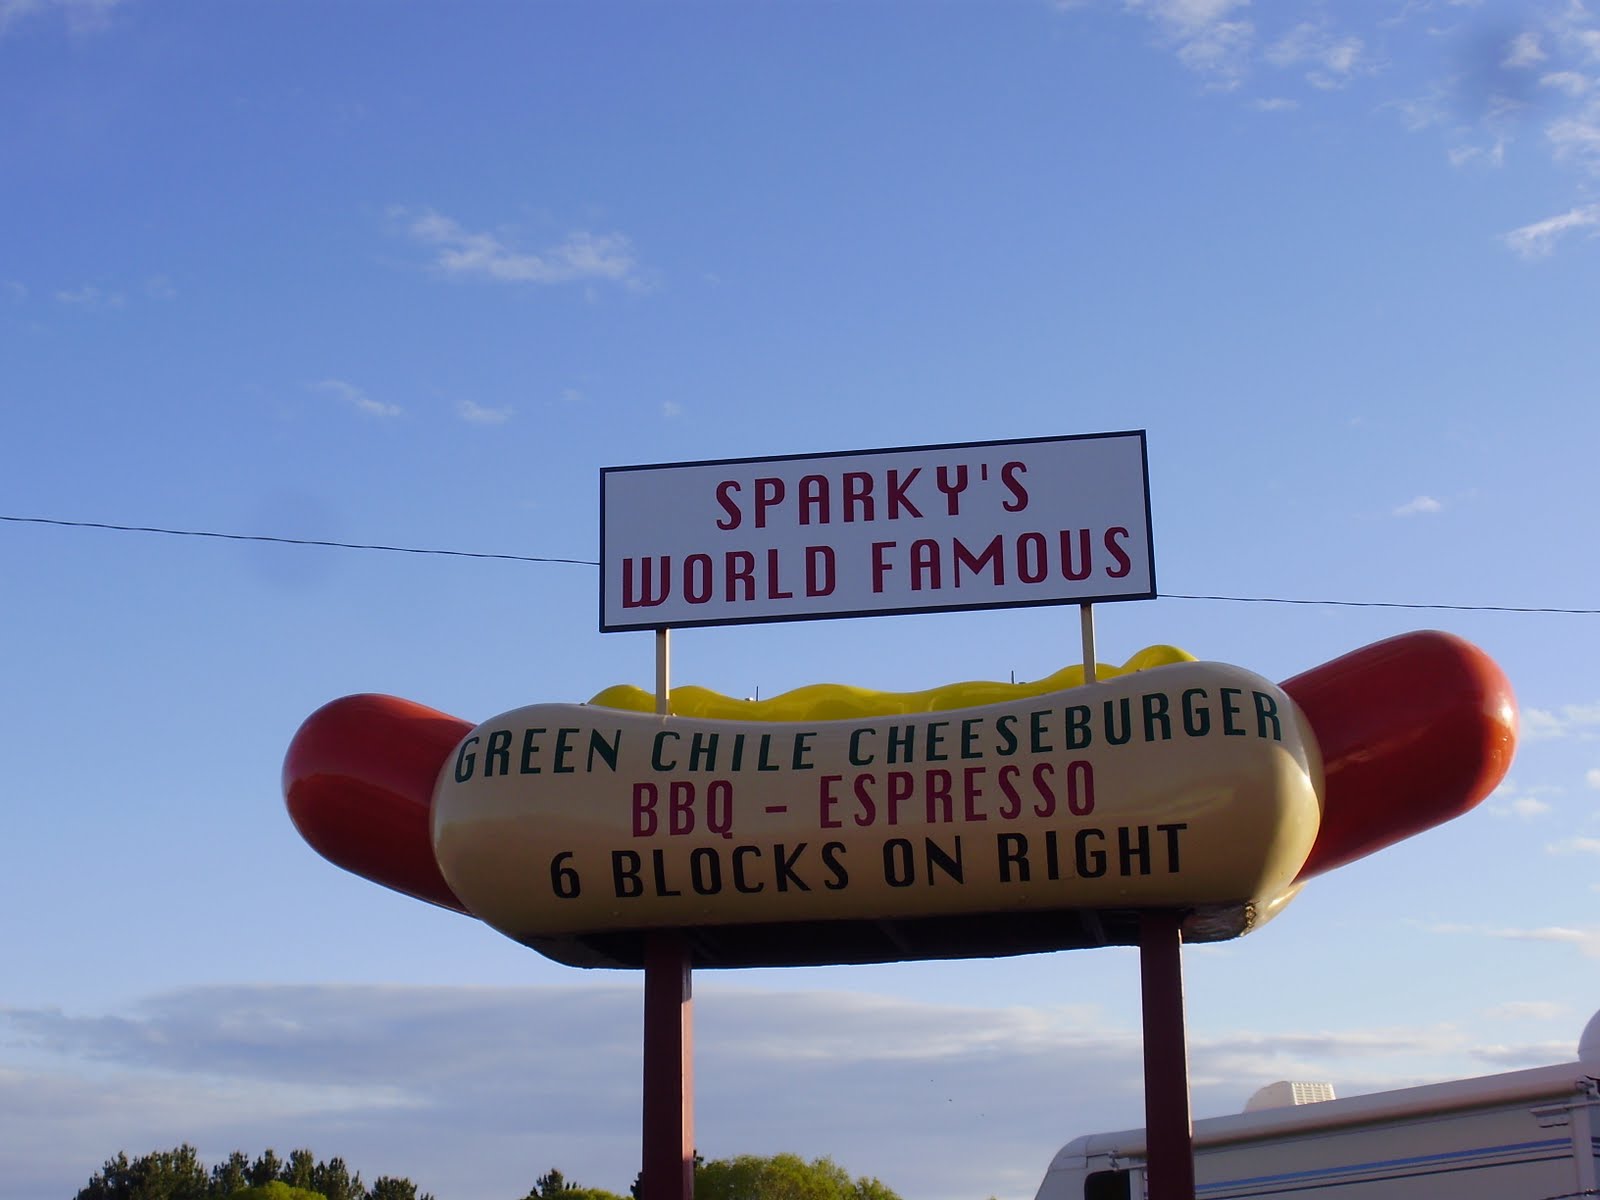 SPARKY'S
WORLD FAMOUS
GREEN CHILE CHEESEBURGER
BBQ - ESPRESSO
6 BLOCKS ON RIGHT